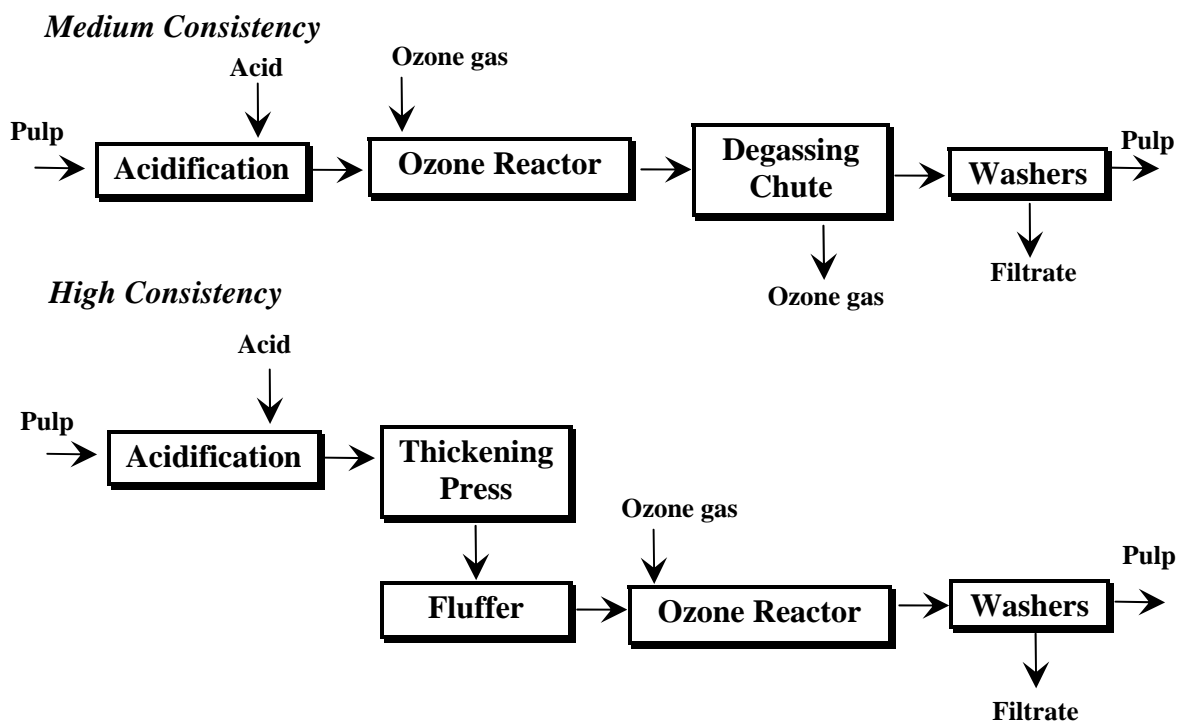 Medium Consistency
Acid
Ozone gas
Pulp
Acidification
Ozone Reactor
Degassing
Chute
Washers
Pulp
Ozone gas
Filtrate
High Consistency
Acid
Pulp
Acidification
Thickening
Press
Ozone gas
Fluffer
Ozone Reactor
Washers
Pulp
Filtrate